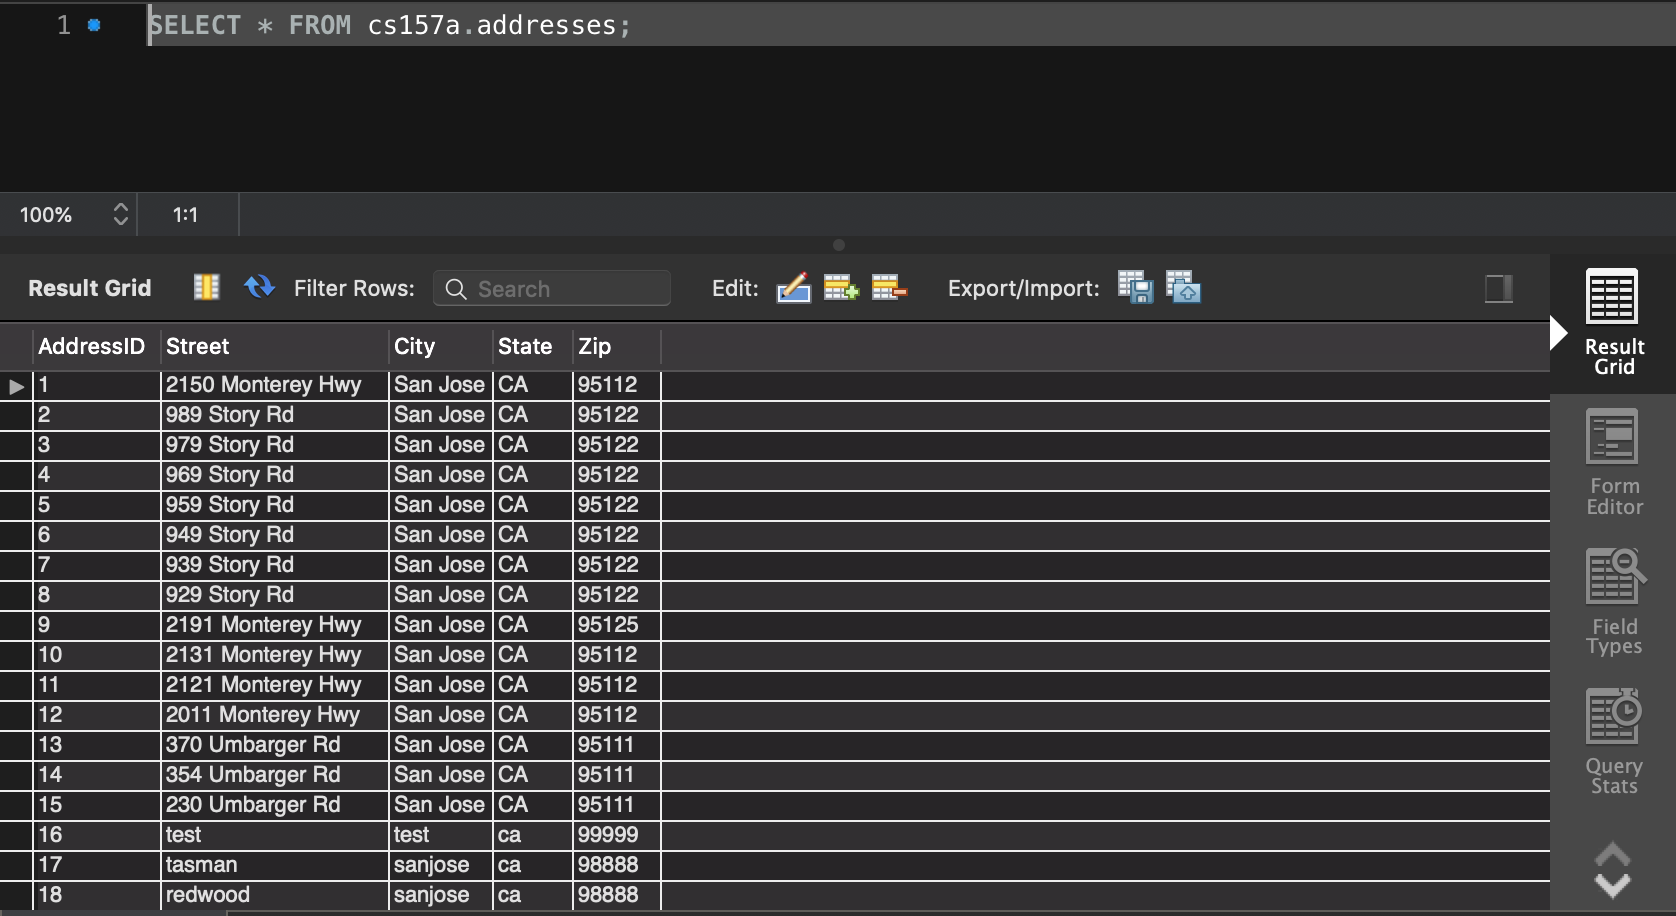 1 SELECT * FROM cs157a.addresses;
100% 1:1
Result Grid Filter Rows: Search Edit: Export/Import:
AddressID Street City State Zip
1 2150 Monterey Hwy San Jose CA 95112
2 989 Story Rd San Jose CA 95122
3 979 Story Rd San Jose CA 95122
4 969 Story Rd San Jose CA 95122
5 959 Story Rd San Jose CA 95122
6 949 Story Rd San Jose CA 95122
7 939 Story Rd San Jose CA 95122
8 929 Story Rd San Jose CA 95122
9 2191 Monterey Hwy San Jose CA 95125
10 2131 Monterey Hwy San Jose CA 95112
11 2121 Monterey Hwy San Jose CA 95112
12 2011 Monterey Hwy San Jose CA 95112
13 370 Umbarger Rd San Jose CA 95111
14 354 Umbarger Rd San Jose CA 95111
15 230 Umbarger Rd San Jose CA 95111
16 test test ca 99999
17 tasman sanjose ca 98888
18 redwood sanjose ca 98888
Result
Grid
Form
Editor
Field
Types
Query
Stats